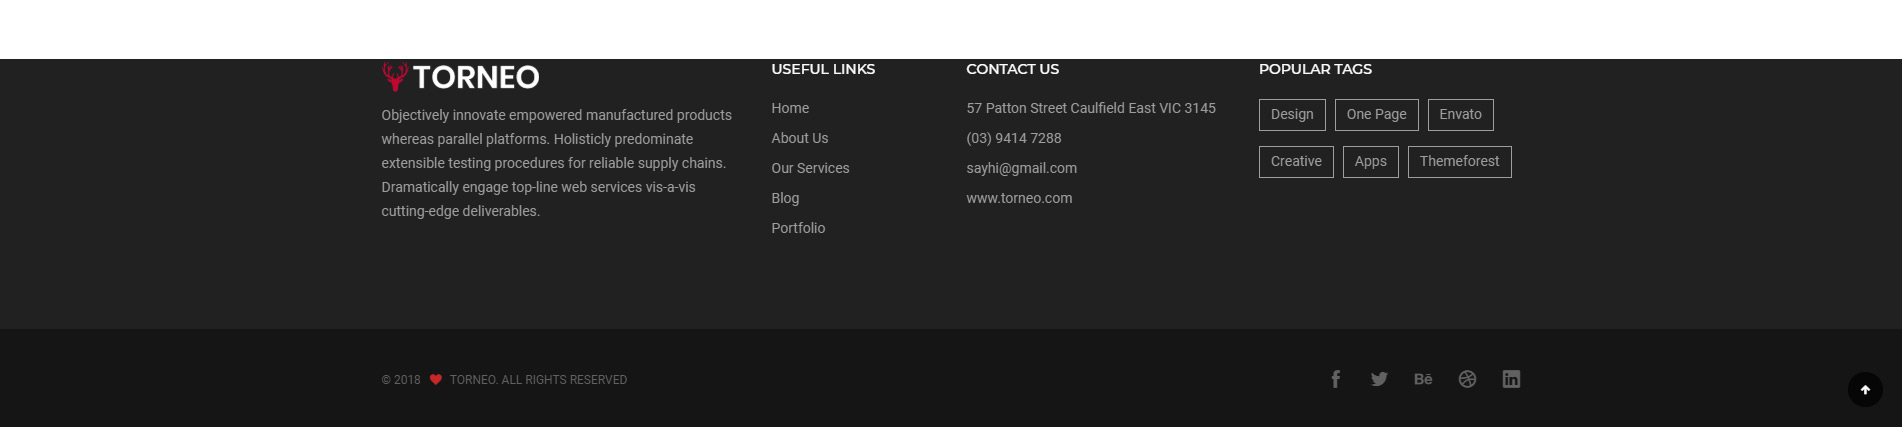 TORNEO
Objectively innovate empowered manufactured products
whereas parallel platforms. Holisticly predominate
extensible testing procedures for reliable supply chains.
Dramatically engage top-line web services vis-a-vis
cutting-edge deliverables.
USEFUL LINKS
Home
About Us
Our Services
Blog
Portfolio
CONTACT US
57 Patton Street Caulfield East VIC 3145
(03) 9414 7288
sayhi@gmail.com
www.torneo.com
POPULAR TAGS
Design One Page Envato
Creative Apps Themeforest
© 2018 ❤ TORNEO. ALL RIGHTS RESERVED